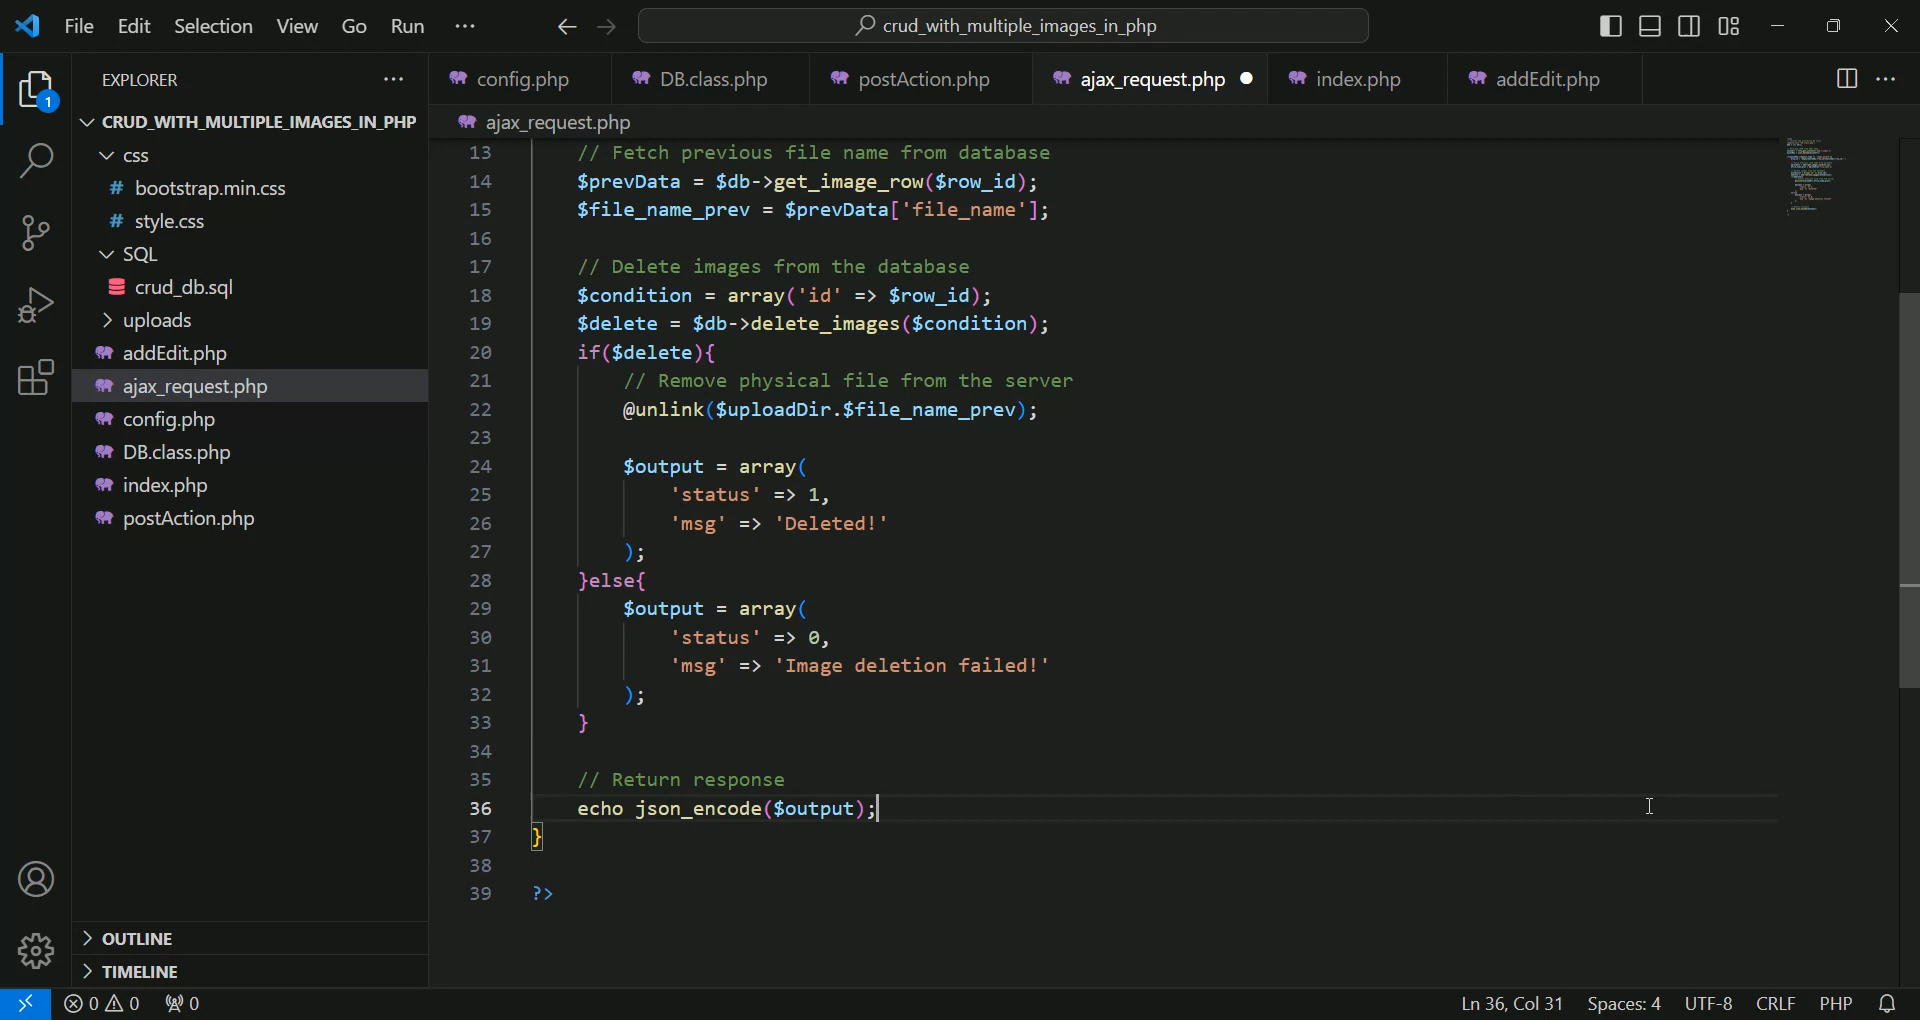 File Edit Selection View Go Run ··· crud_with_multiple_images_in_php
EXPLORER ···
config.php DB.class.php postAction.php ajax_request.php index.php addEdit.php ···
CRUD_WITH_MULTIPLE_IMAGES_IN_PHP
css
# bootstrap.min.css
# style.css
SQL
crud_db.sql
uploads
addEdit.php
ajax_request.php
config.php
DB.class.php
index.php
postAction.php
OUTLINE
TIMELINE
1
ajax_request.php
13 // Fetch previous file name from database
14 $prevData = $db->get_image_row($row_id);
15 $file_name_prev = $prevData['file_name'];
16
17 // Delete images from the database
18 $condition = array('id' => $row_id);
19 $delete = $db->delete_images($condition);
20 if($delete){
21 // Remove physical file from the server
22 @unlink($uploadDir.$file_name_prev);
23
24 $output = array(
25 'status' => 1,
26 'msg' => 'Deleted!'
27 );
28 }else{
29 $output = array(
30 'status' => 0,
31 'msg' => 'Image deletion failed!'
32 );
33 }
34
35 // Return response
36 echo json_encode($output);
37 }
38
39 ?>
0 0 0 Ln 36, Col 31 Spaces: 4 UTF-8 CRLF PHP